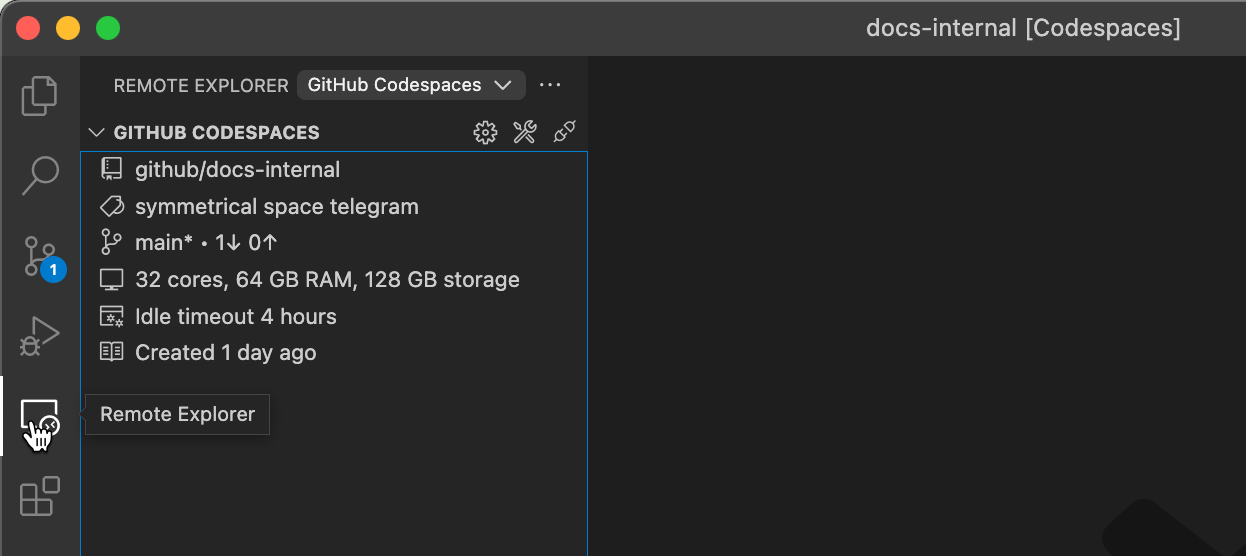 docs-internal [Codespaces]
REMOTE EXPLORER GitHub Codespaces ···
GITHUB CODESPACES
github/docs-internal
symmetrical space telegram
main* • 1↓ 0↑
1
32 cores, 64 GB RAM, 128 GB storage
Idle timeout 4 hours
Created 1 day ago
Remote Explorer